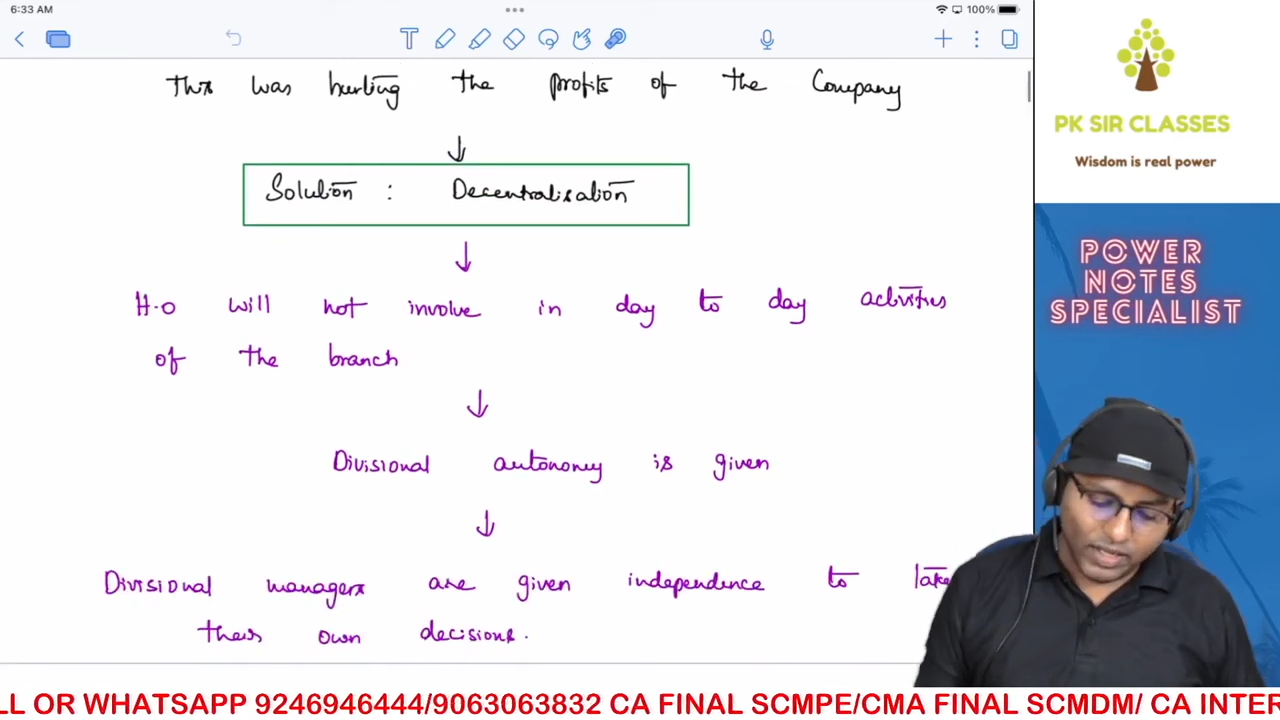 6:33 AM
100%
This was hurting the profits of the Company
Solution : Decentralisation
H.O will not involve in day to day activities
of the branch
Divisional autonomy is given
Divisional managers are given independence to take
their own decisions.
PK SIR CLASSES
Wisdom is real power
POWER
NOTES
SPECIALIST
LL OR WHATSAPP 9246946444/9063063832 CA FINAL SCMPE/CMA FINAL SCMDM/ CA INTER